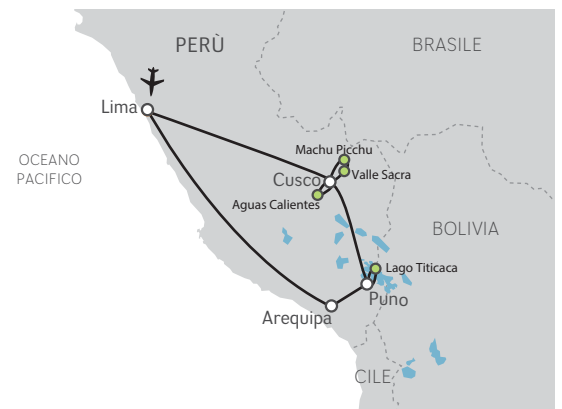 PERÙ
BRASILE
Lima
Machu Picchu
OCEANO
PACIFICO
Valle Sacra
Cusco
Aguas Calientes
BOLIVIA
Lago Titicaca
Puno
Arequipa
CILE